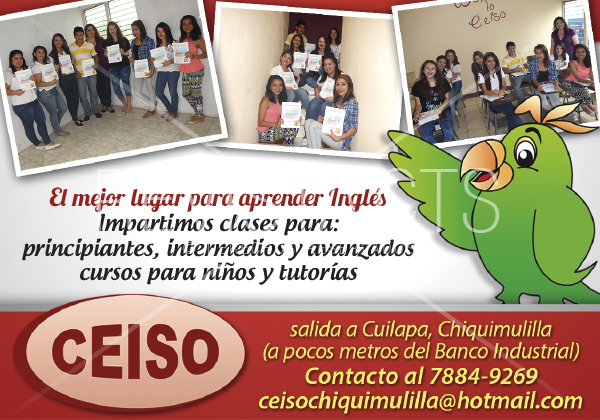 Ceiso
El mejor lugar para aprender Inglés
Impartimos clases para:
principiantes, intermedios y avanzados
cursos para niños y tutorías
CEISO
salida a Cuilapa, Chiquimulilla
(a pocos metros del Banco Industrial)
Contacto al 7884-9269
ceisochiquimulilla@hotmail.com